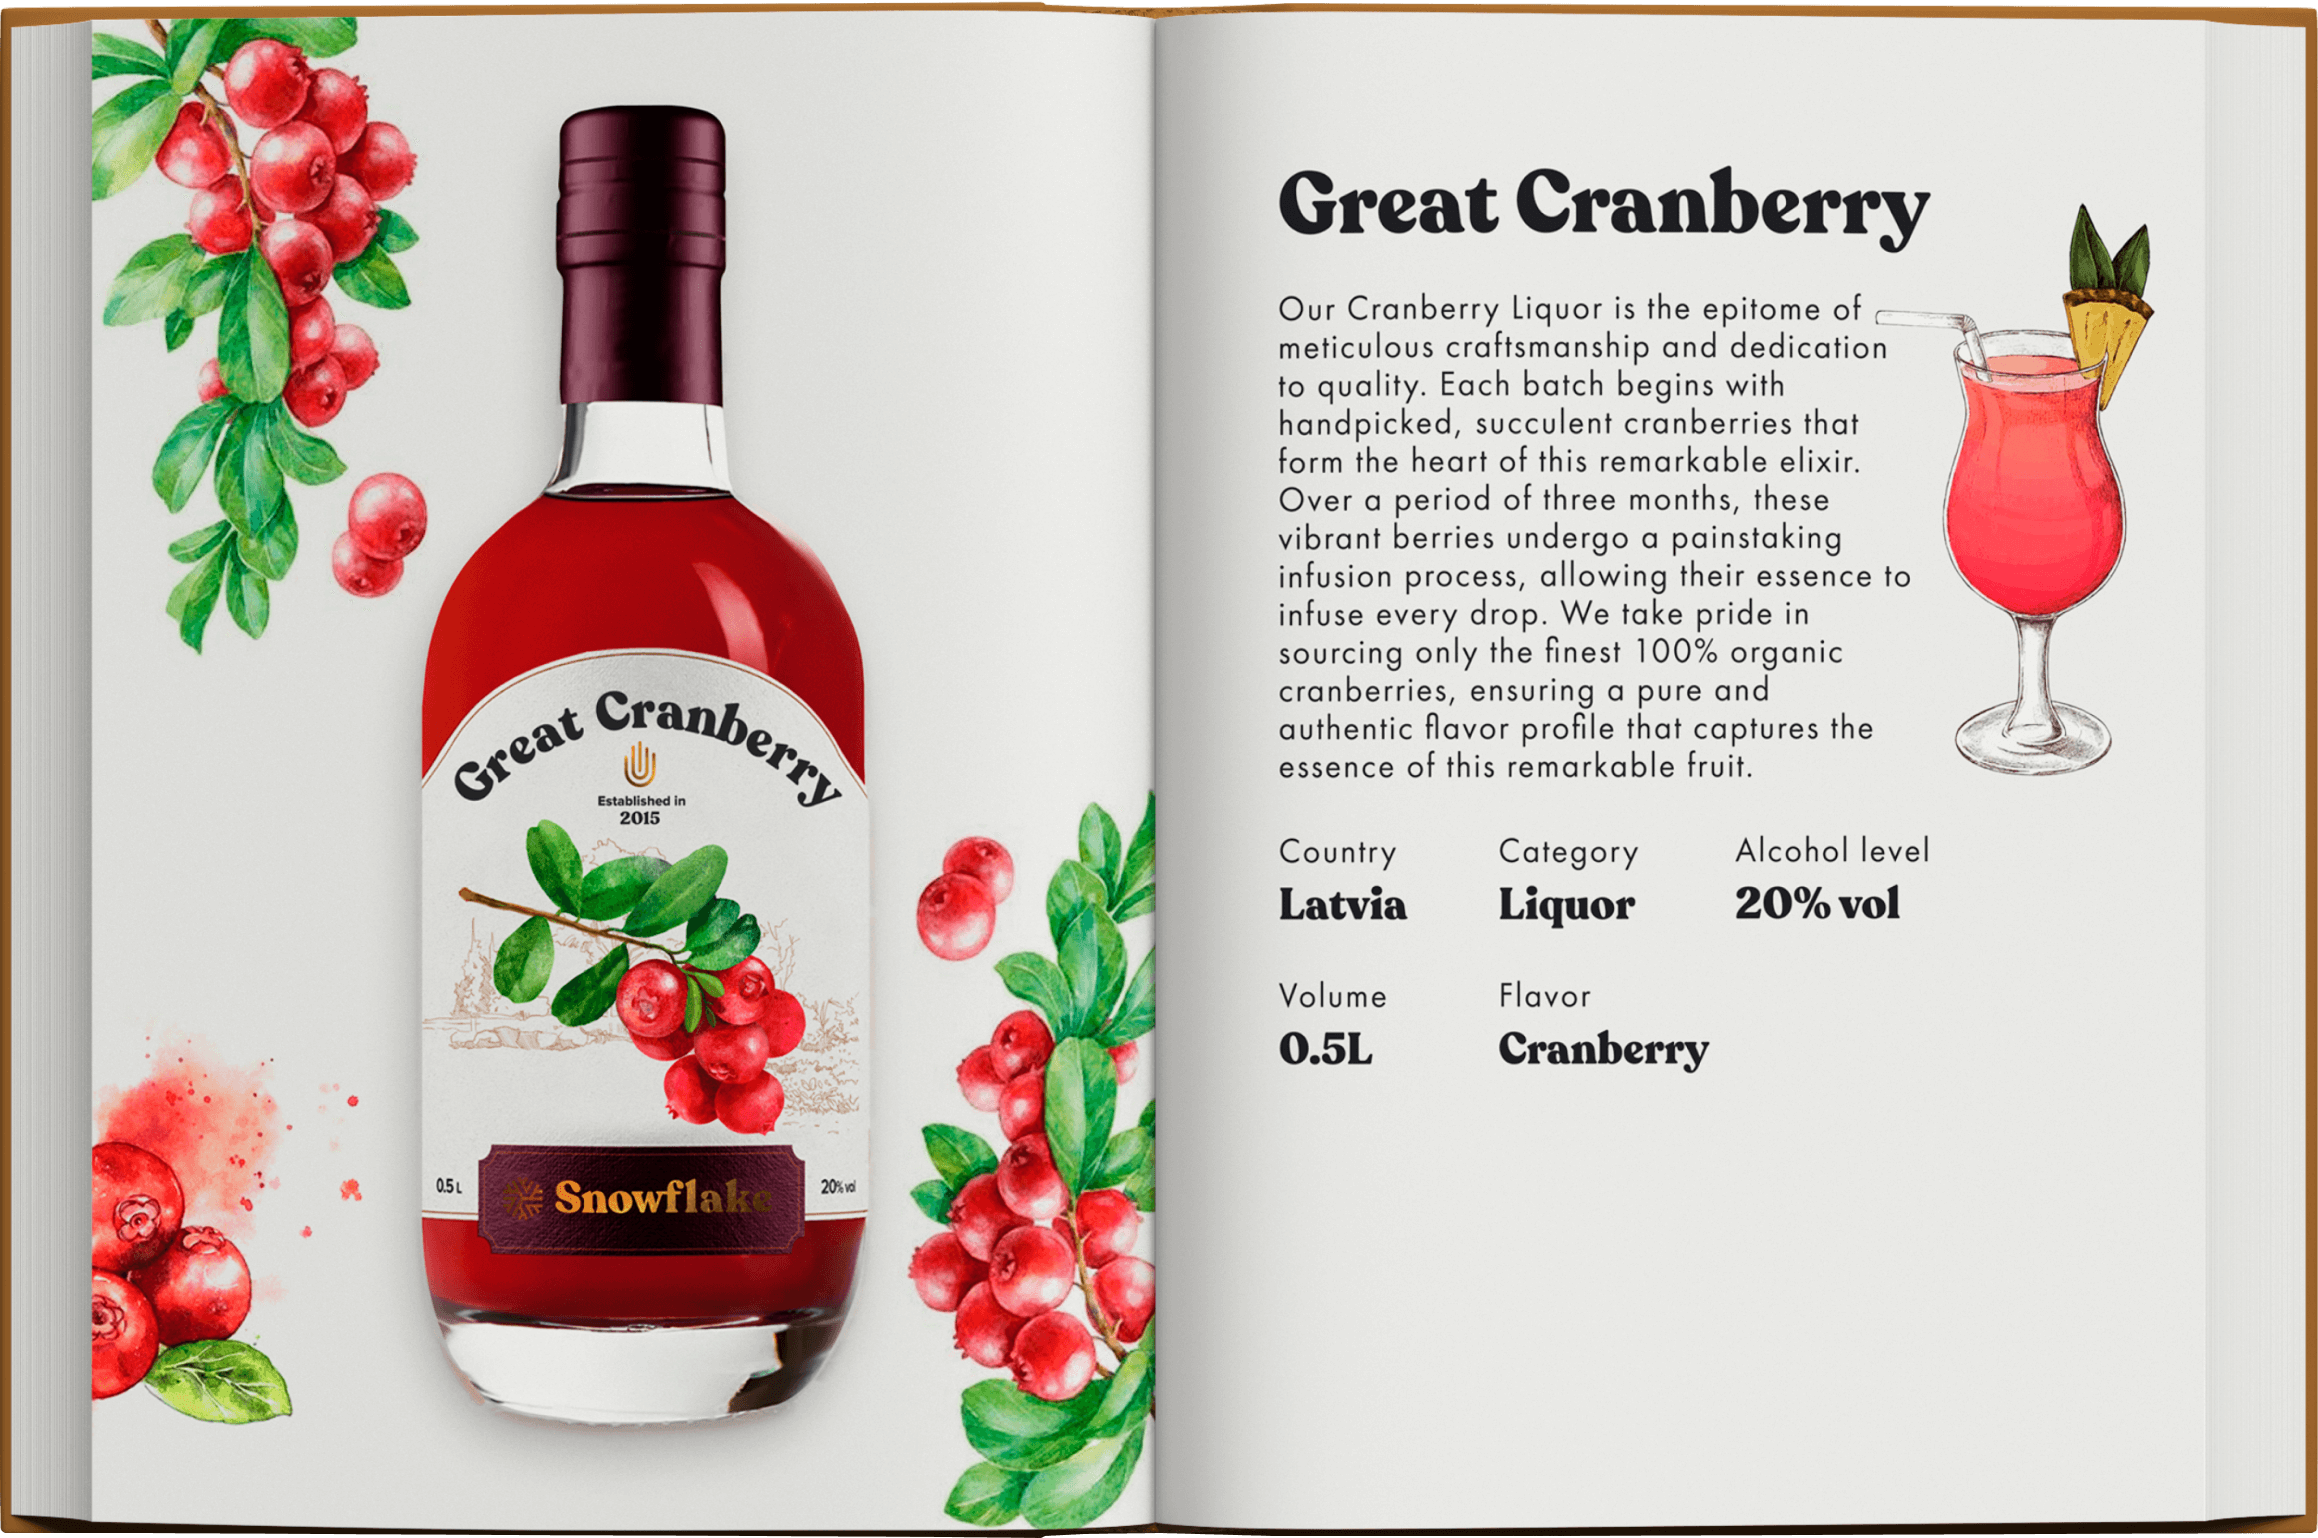 Great Cranberry
Established in
2015
0.5 L
Snowflake
20% vol
Great Cranberry
Our Cranberry Liquor is the epitome of
meticulous craftsmanship and dedication
to quality. Each batch begins with
handpicked, succulent cranberries that
form the heart of this remarkable elixir.
Over a period of three months, these
vibrant berries undergo a painstaking
infusion process, allowing their essence to
infuse every drop. We take pride in
sourcing only the finest 100% organic
cranberries, ensuring a pure and
authentic flavor profile that captures the
essence of this remarkable fruit.
Country
Latvia
Category
Liquor
Alcohol level
20% vol
Volume
0.5L
Flavor
Cranberry